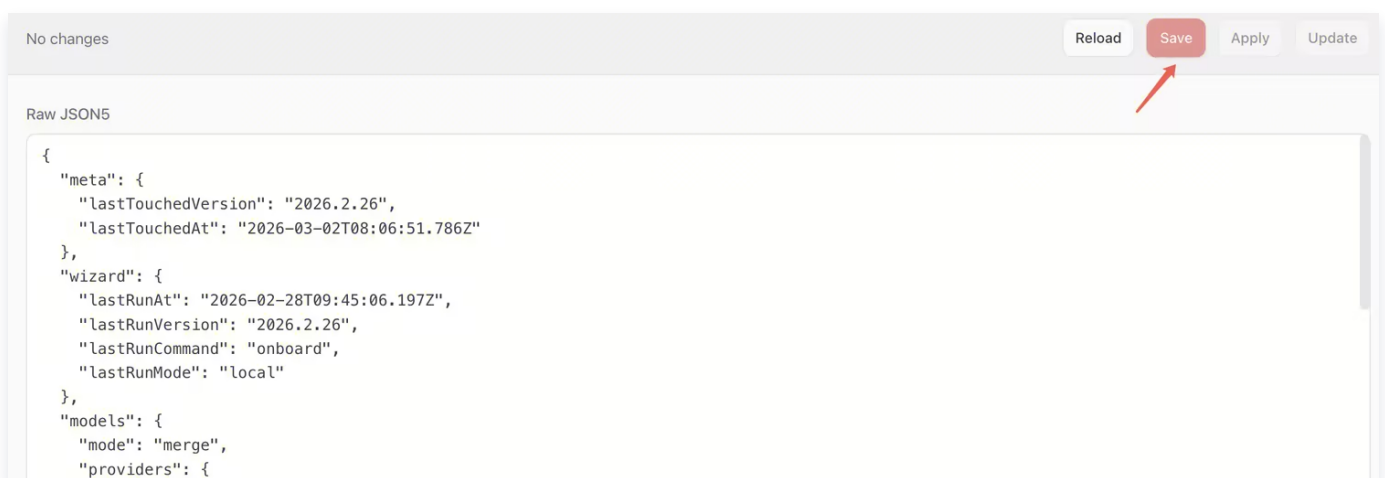 No changes
Reload Save Apply Update
Raw JSON5
{
  "meta": {
    "lastTouchedVersion": "2026.2.26",
    "lastTouchedAt": "2026-03-02T08:06:51.786Z"
  },
  "wizard": {
    "lastRunAt": "2026-02-28T09:45:06.197Z",
    "lastRunVersion": "2026.2.26",
    "lastRunCommand": "onboard",
    "lastRunMode": "local"
  },
  "models": {
    "mode": "merge",
    "providers": {